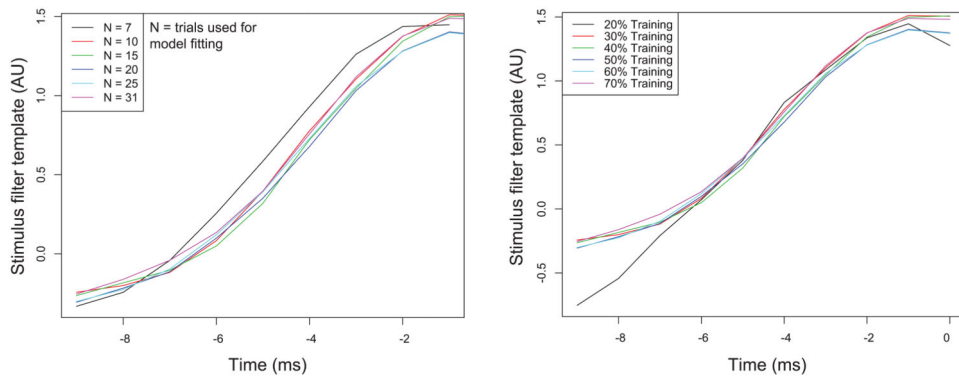 N = 7
N = 10
N = 15
N = 20
N = 25
N = 31
N = trials used for
model fitting
Stimulus filter template (AU)
1.5
1.0
0.5
0.0
-8
-6
-4
-2
Time (ms)
20% Training
30% Training
40% Training
50% Training
60% Training
70% Training
Stimulus filter template (AU)
1.5
1.0
0.5
0.0
-0.5
-8
-6
-4
-2
0
Time (ms)